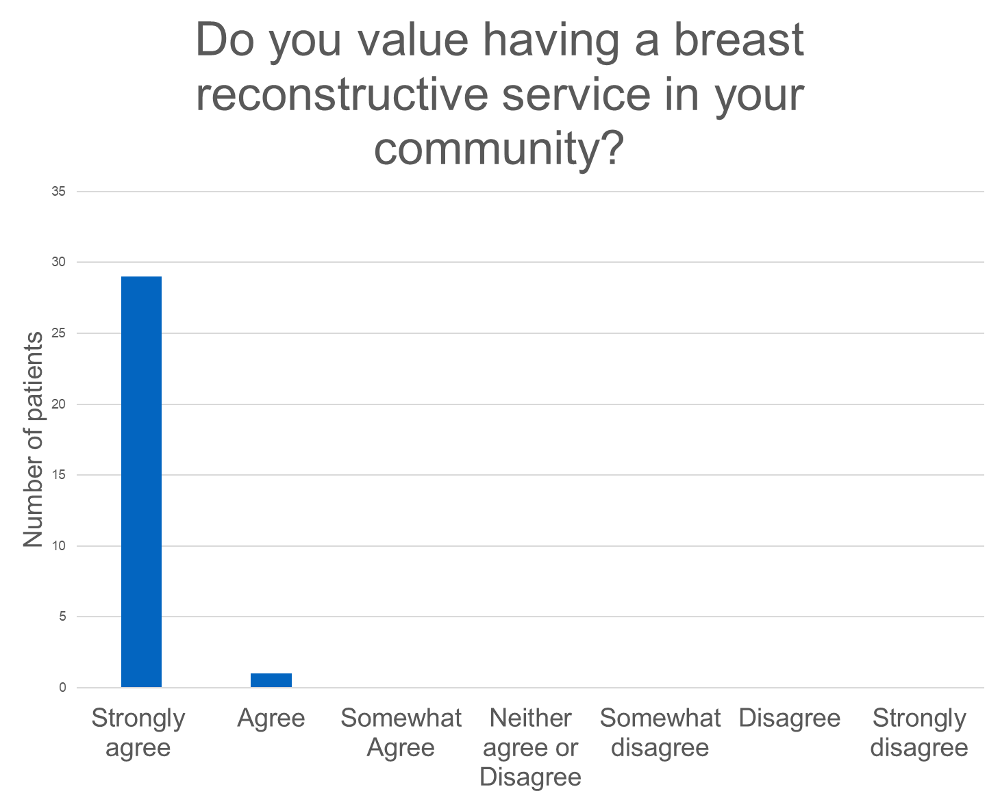 Do you value having a breast
reconstructive service in your
community?
35
30
25
20
15
10
5
0
Number of patients
Strongly
agree
Agree
Somewhat
Agree
Neither
agree or
Disagree
Somewhat
disagree
Disagree
Strongly
disagree